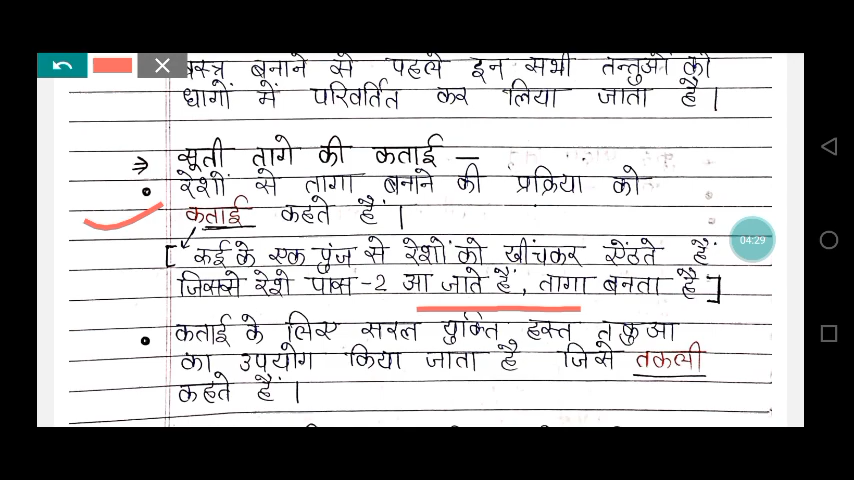 वस्त्र बनाने से पहले इन सभी तन्तुओं को
धागों में परिवर्तित कर लिया जाता है।
⇒ सूती तागे की कताई –
• रेशों से तागा बनाने की प्रक्रिया को
कताई कहते हैं।
[ कई के एक पुंज से रेशों को खींचकर ऐंठते हैं
जिससे रेशे पास-2 आ जाते हैं, तागा बनता है ]
04:29
• कताई के लिए सरल युक्ति हस्त तकुआ
का उपयोग किया जाता है जिसे तकली
कहते हैं।